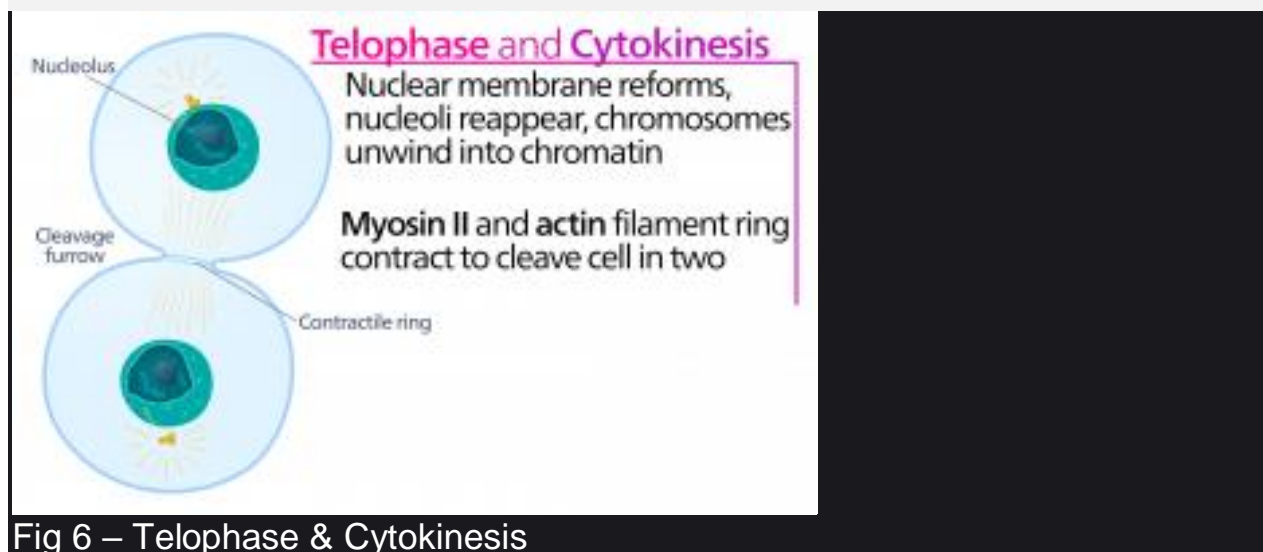 Telophase and Cytokinesis
Nucleolus
Nuclear membrane reforms,
nucleoli reappear, chromosomes
unwind into chromatin
Myosin II and actin filament ring
contract to cleave cell in two
Cleavage
furrow
Contractile ring
Fig 6 – Telophase & Cytokinesis